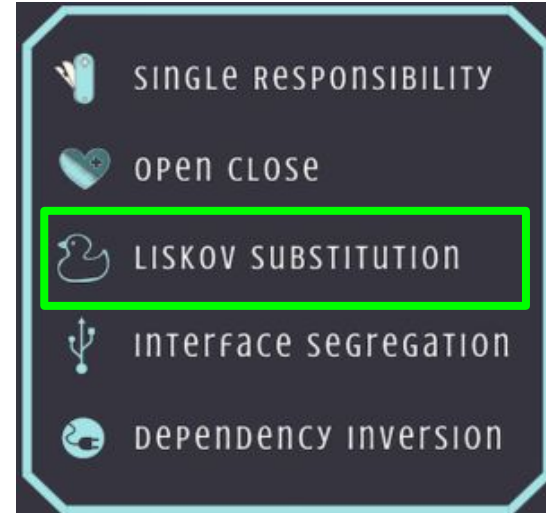 SINGLE RESPONSIBILITY
OPEN CLOSE
LISKOV SUBSTITUTION
INTERFACE SEGREGATION
DEPENDENCY INVERSION